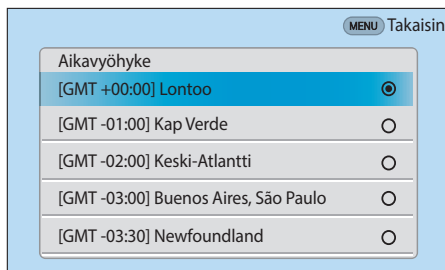 MENU Takaisin
Aikavyöhyke
[GMT +00:00] Lontoo
[GMT -01:00] Kap Verde
[GMT -02:00] Keski-Atlantti
[GMT -03:00] Buenos Aires, São Paulo
[GMT -03:30] Newfoundland